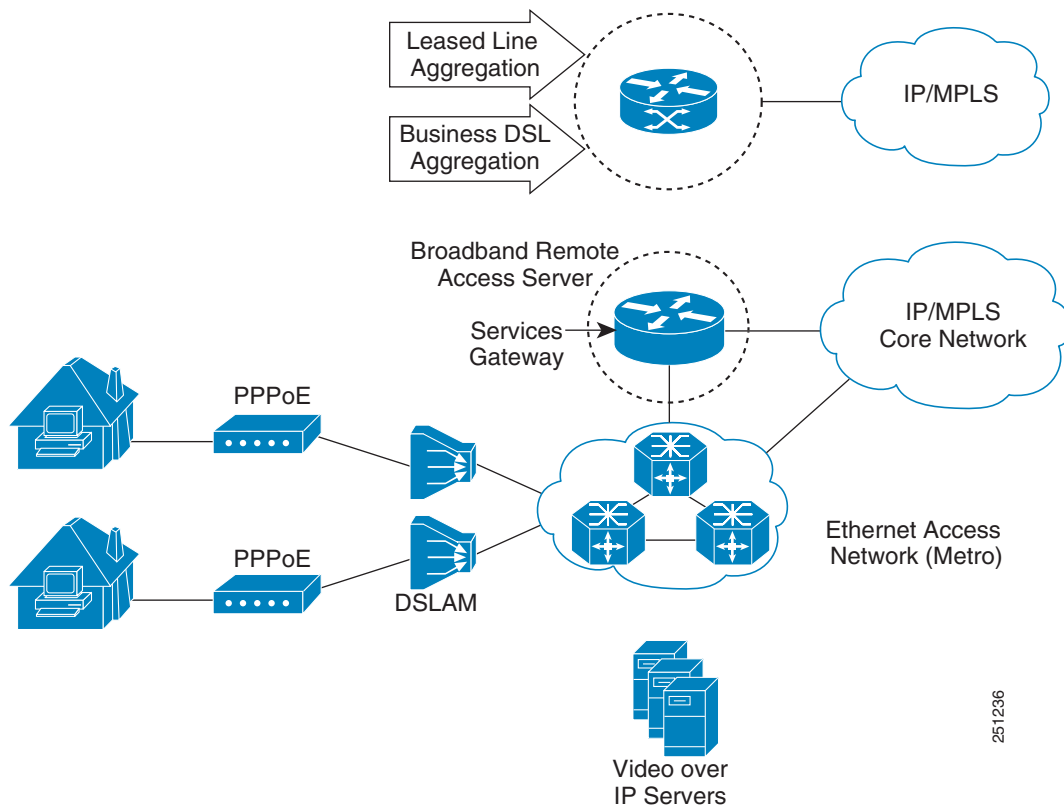 Leased Line
Aggregation
IP/MPLS
Business DSL
Aggregation
Broadband Remote
Access Server
Services
Gateway
IP/MPLS
Core Network
PPPoE
PPPoE
DSLAM
Ethernet Access
Network (Metro)
Video over
IP Servers
251236